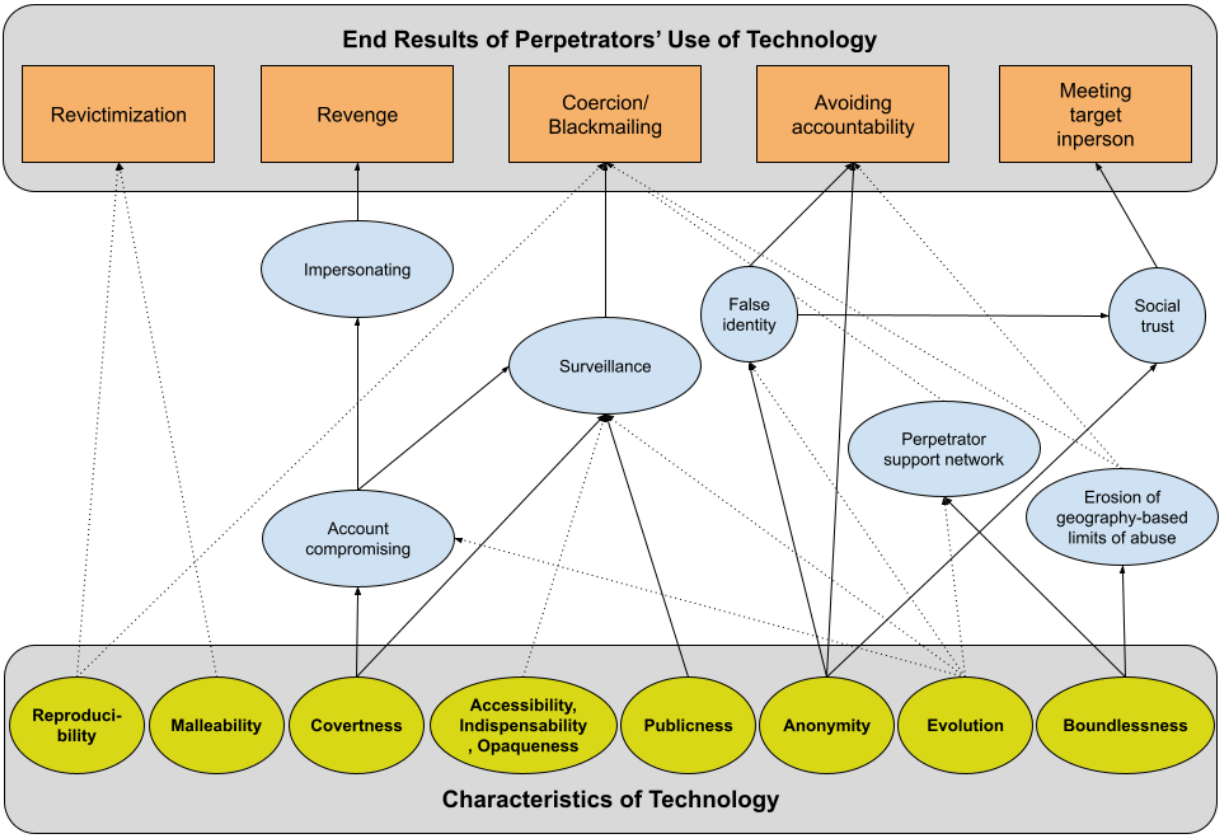 End Results of Perpetrators’ Use of Technology
Revictimization
Revenge
Coercion/
Blackmailing
Avoiding
accountability
Meeting
target
inperson
Impersonating
False
identity
Social
trust
Surveillance
Perpetrator
support network
Account
compromising
Erosion of
geography-based
limits of abuse
Reproduci-
bility
Malleability
Covertness
Accessibility,
Indispensability
, Opaqueness
Publicness
Anonymity
Evolution
Boundlessness
Characteristics of Technology